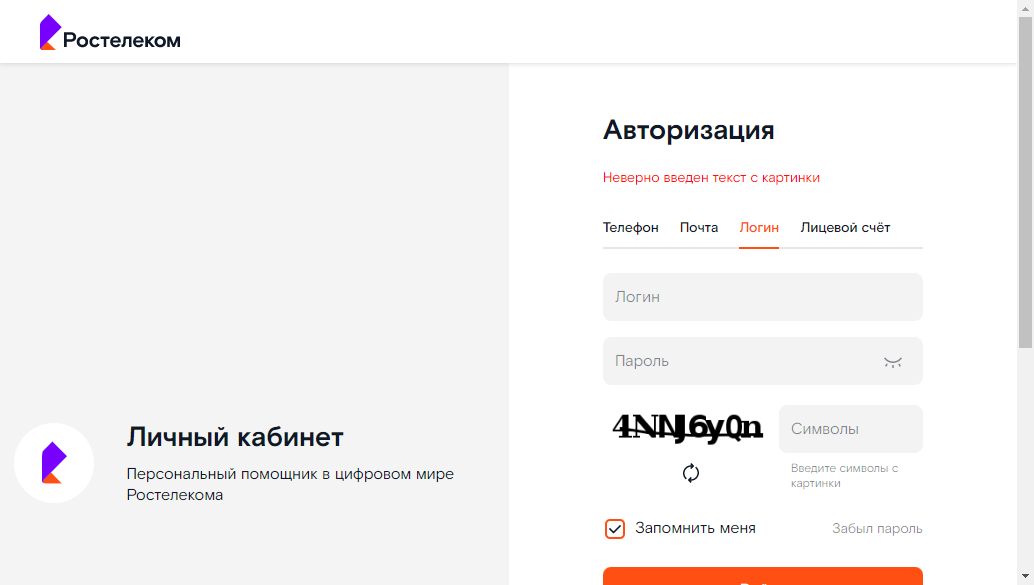 Ростелеком
Авторизация
Неверно введен текст с картинки
Телефон Почта Логин Лицевой счёт
Логин
Пароль
Символы
Введите символы с
картинки
Запомнить меня Забыл пароль
Личный кабинет
Персональный помощник в цифровом мире
Ростелекома